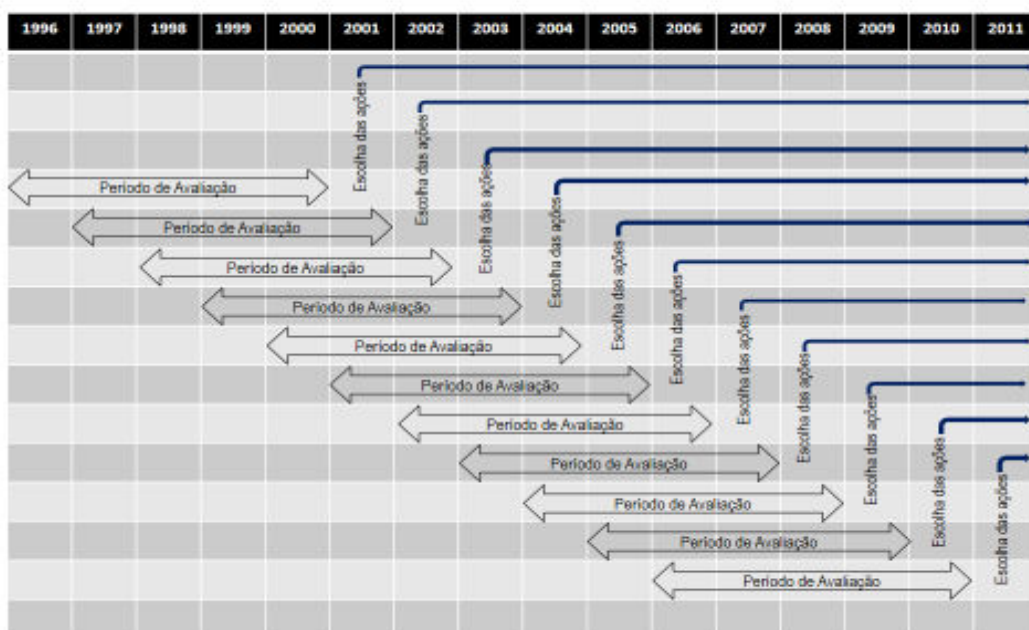 1996 1997 1998 1999 2000 2001 2002 2003 2004 2005 2006 2007 2008 2009 2010 2011
Escolha das ações
Escolha das ações
Escolha das ações
Período de Avaliação
Escolha das ações
Período de Avaliação
Escolha das ações
Período de Avaliação
Escolha das ações
Período de Avaliação
Escolha das ações
Período de Avaliação
Escolha das ações
Período de Avaliação
Escolha das ações
Período de Avaliação
Escolha das ações
Período de Avaliação
Escolha das ações
Período de Avaliação
Período de Avaliação
Período de Avaliação